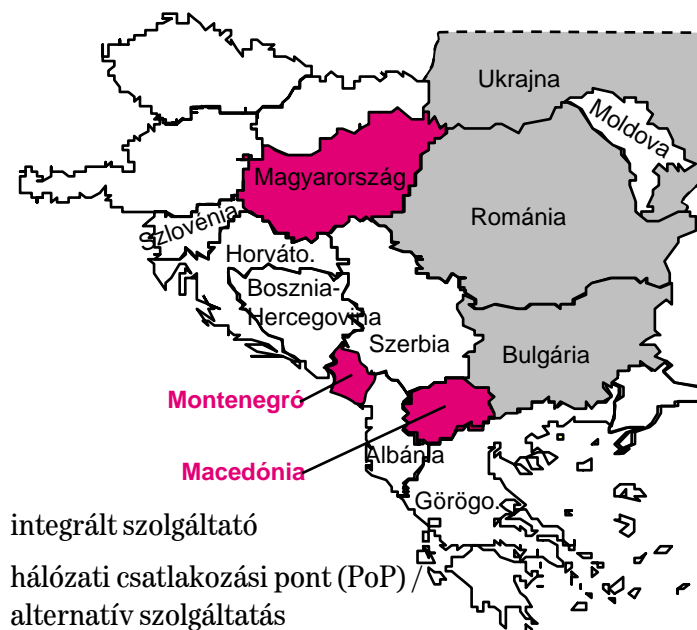 Ukrajna
Moldova
Magyarország
Románia
Szlovénia
Horváto.
Bosznia-
Hercegovina
Szerbia
Bulgária
Montenegró
Albánia
Macedónia
Görögo.
integrált szolgáltató
hálózati csatlakozási pont (PoP) /
alternatív szolgáltatás